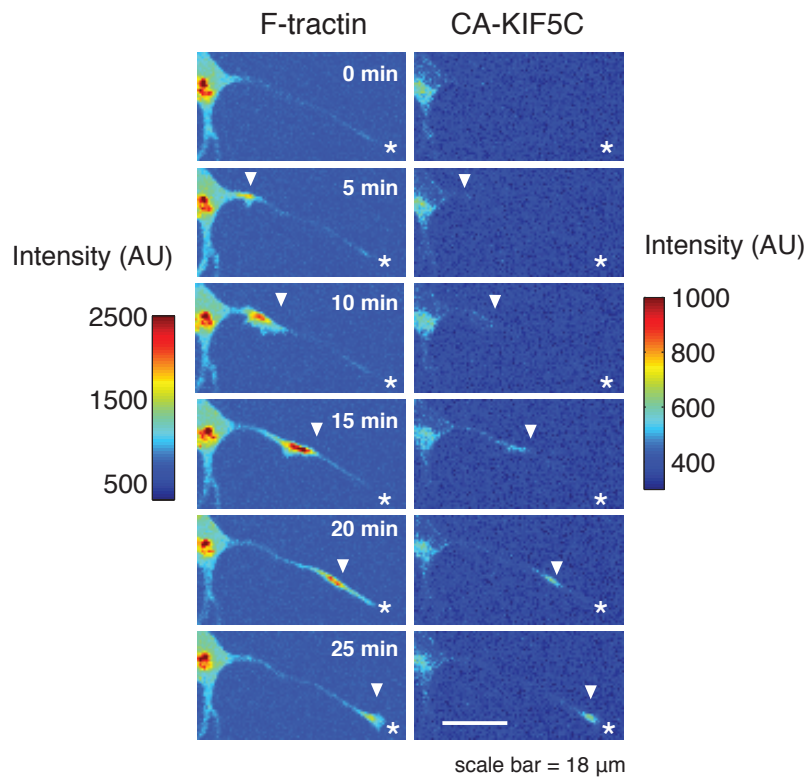 F-tractin CA-KIF5C
0 min
*
*
5 min
*
*
Intensity (AU)
2500
1500
500
10 min
*
*
Intensity (AU)
1000
800
600
400
15 min
*
*
20 min
*
*
25 min
*
*
scale bar = 18 μm